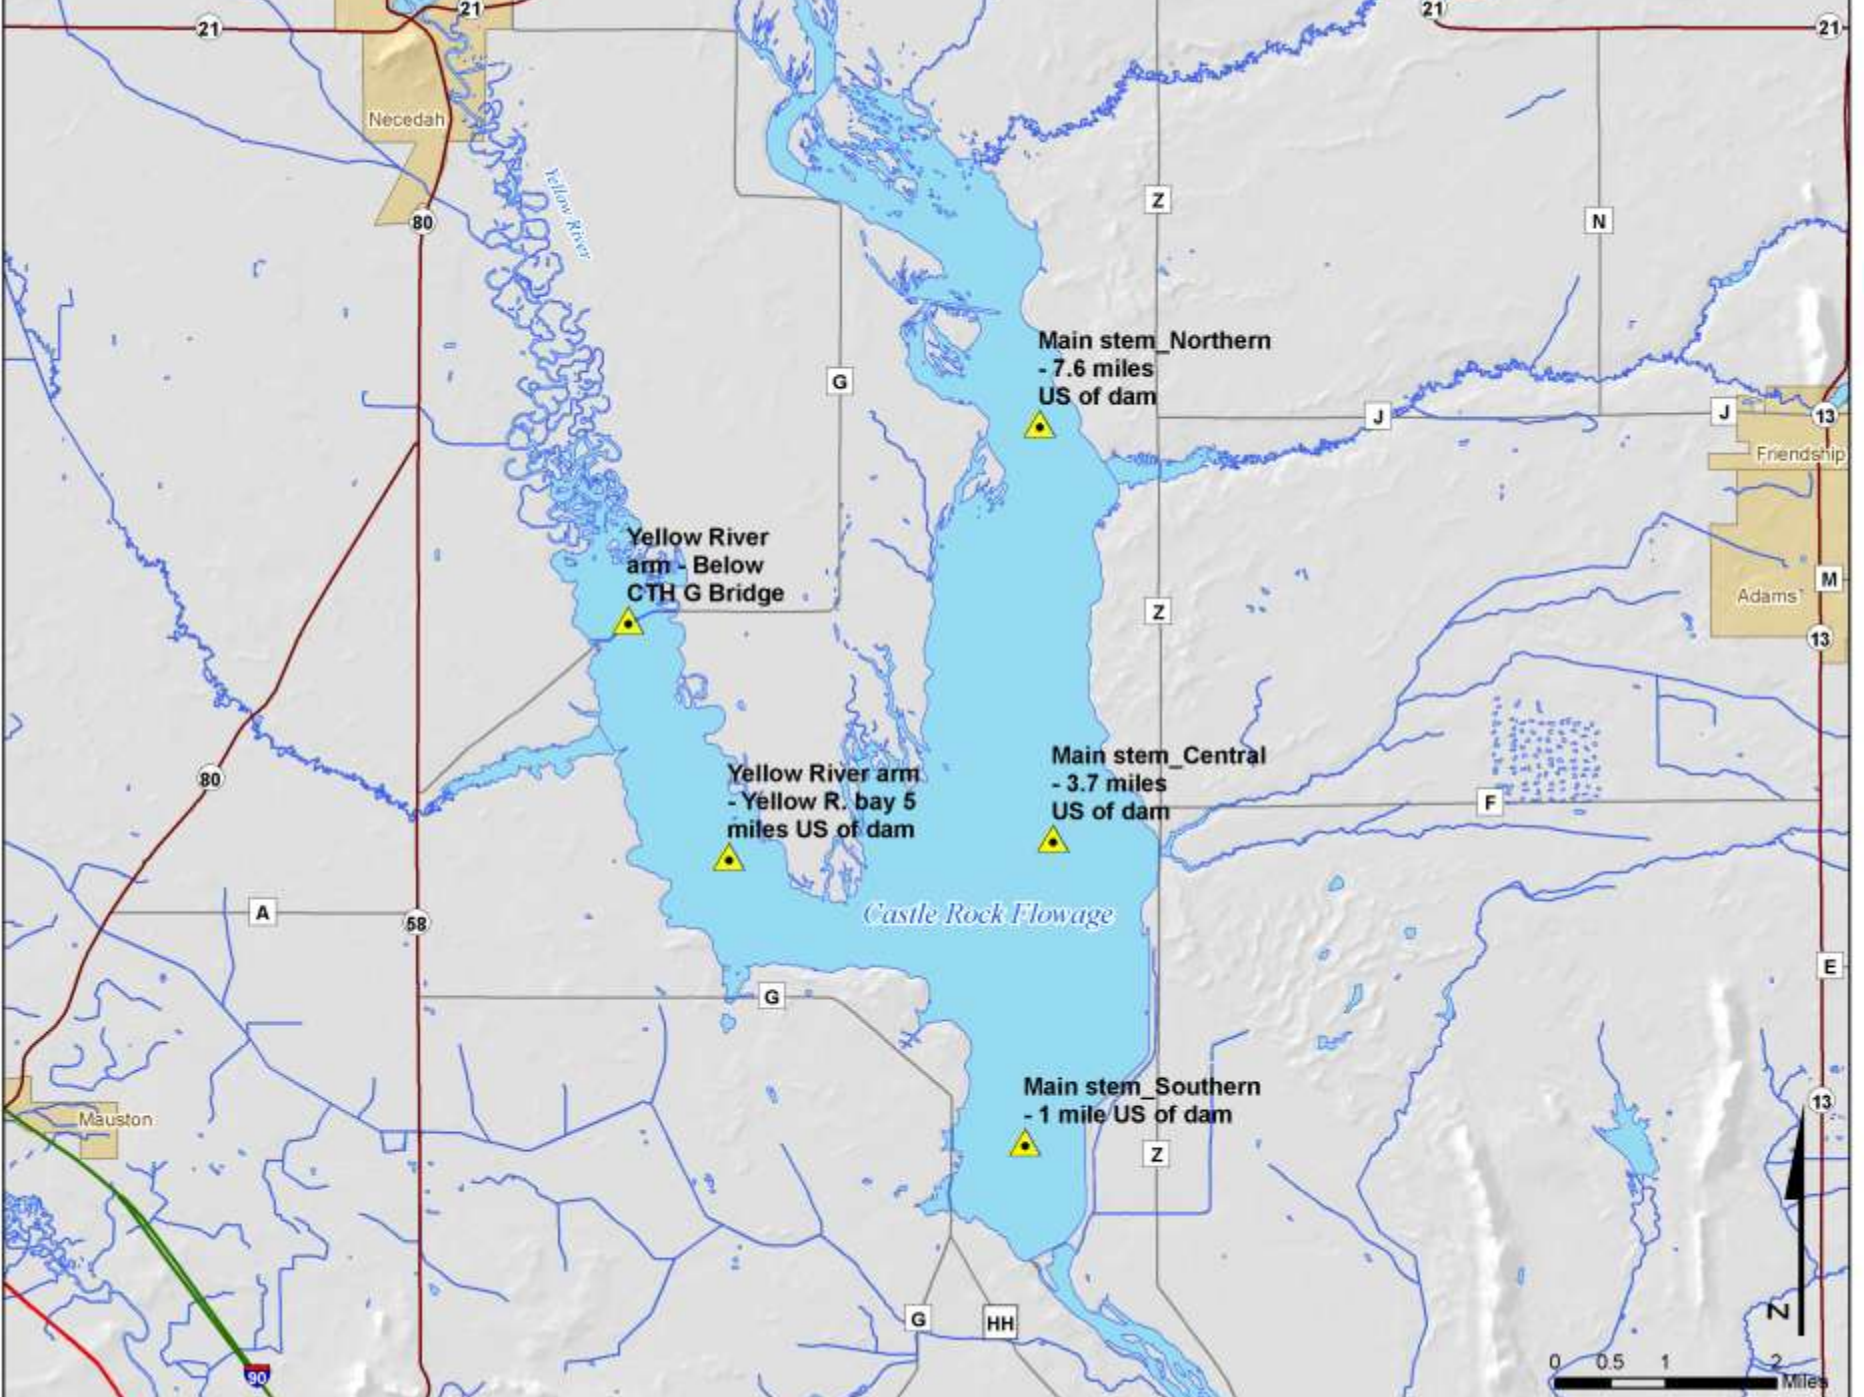 21
21
21
21
Necedah
Yellow River
80
Z
N
Main stem_Northern
- 7.6 miles
US of dam
G
J
J
13
Friendship
Yellow River
arm - Below
CTH G Bridge
Z
M
Adams
13
80
Yellow River arm
- Yellow R. bay 5
miles US of dam
Main stem_Central
- 3.7 miles
US of dam
F
A
58
Castle Rock Flowage
E
G
Mauston
Main stem_Southern
- 1 mile US of dam
13
Z
N
G
HH
90
0 0.5 1 2
Miles